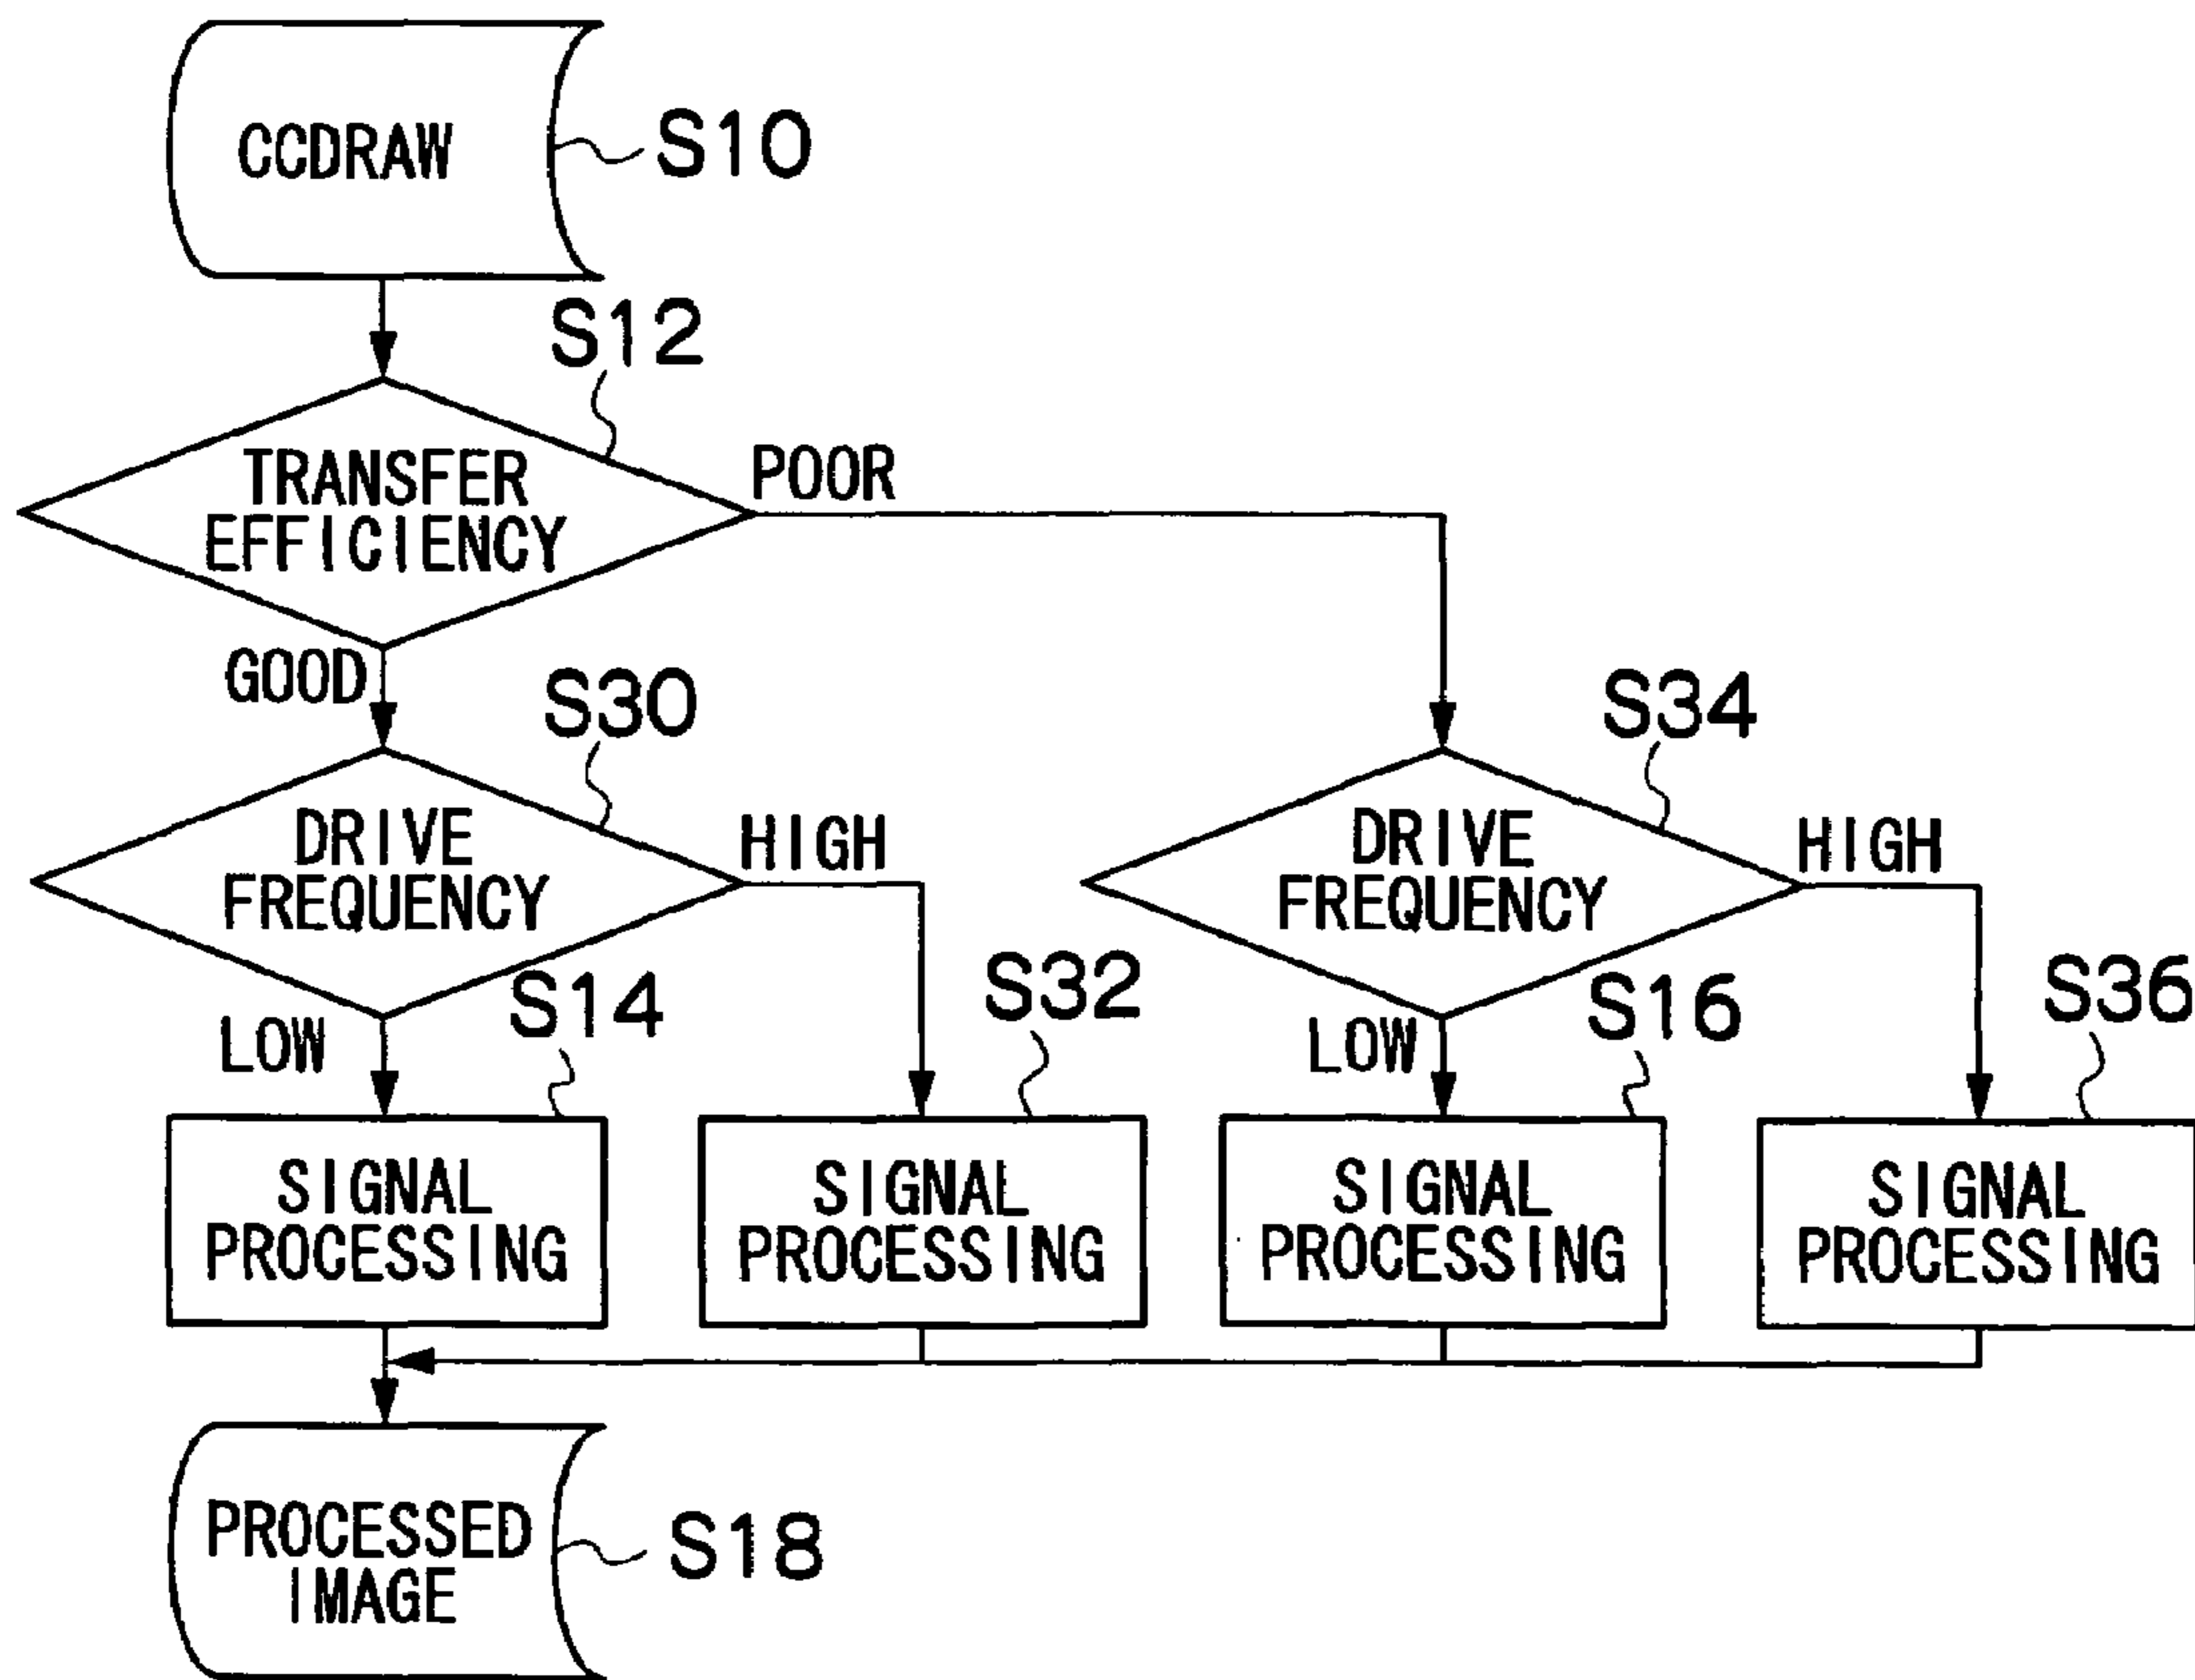 CCDRAW
S10
S12
TRANSFER
EFFICIENCY
POOR
GOOD
S30
S34
DRIVE
FREQUENCY
HIGH
DRIVE
FREQUENCY
HIGH
LOW
S14
S32
LOW
S16
S36
SIGNAL
PROCESSING
SIGNAL
PROCESSING
SIGNAL
PROCESSING
SIGNAL
PROCESSING
PROCESSED
IMAGE
S18